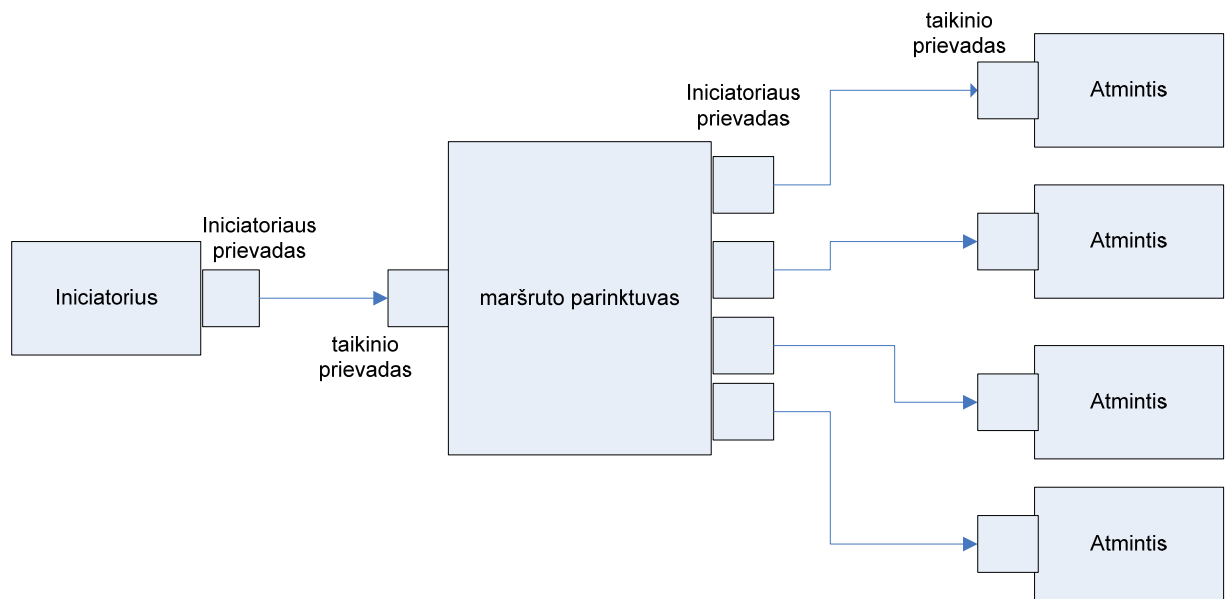 taikinio
prievadas
Atmintis
Iniciatoriaus
prievadas
Atmintis
Iniciatoriaus
prievadas
Iniciatorius
maršruto parinktuvas
taikinio
prievadas
Atmintis
Atmintis